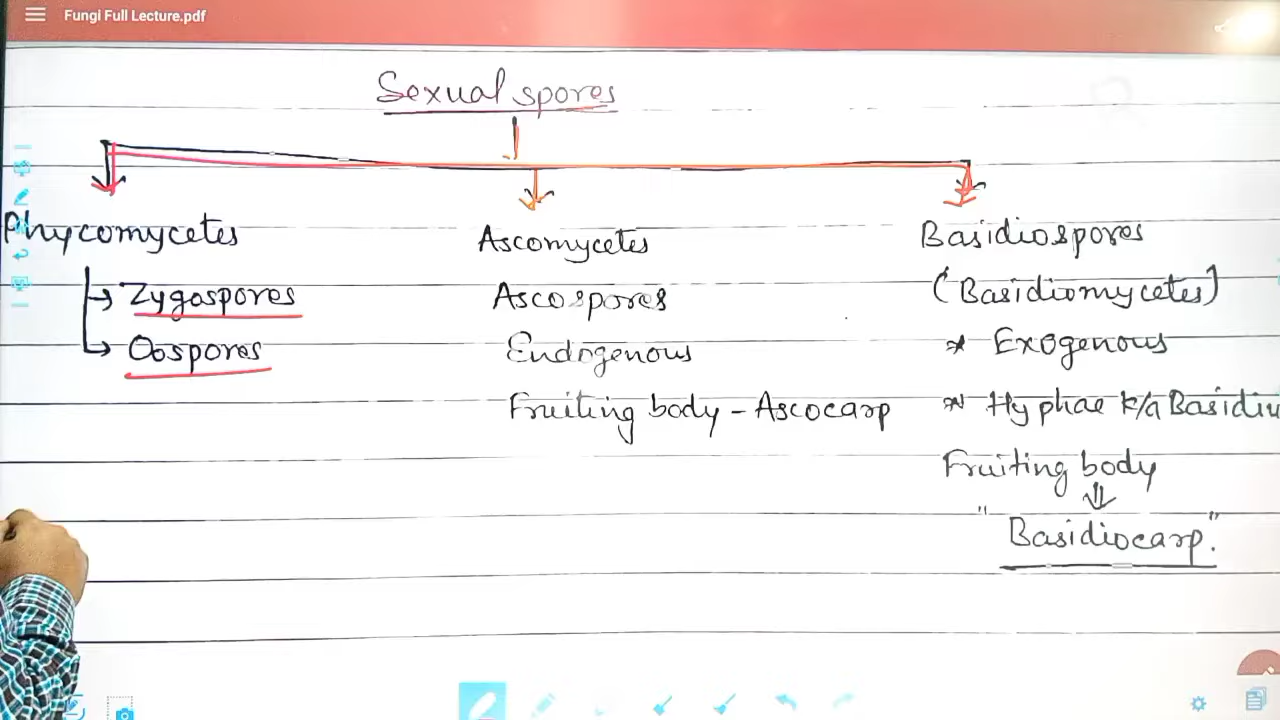 Fungi Full Lecture.pdf
Sexual spores
Phycomycetes
Zygospores
Oospores
Ascomycetes
Ascospores
Endogenous
Fruiting body - Ascocarp
Basidiospores
(Basidiomycetes)
* Exogenous
* Hyphae k/a Basidiu
Fruiting body
"Basidiocarp".